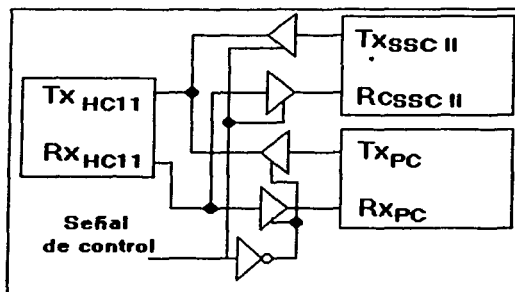 Tx HC11
Rx HC11
Señal
de control
Tx SSC II
Rc SSC II
Tx PC
Rx PC